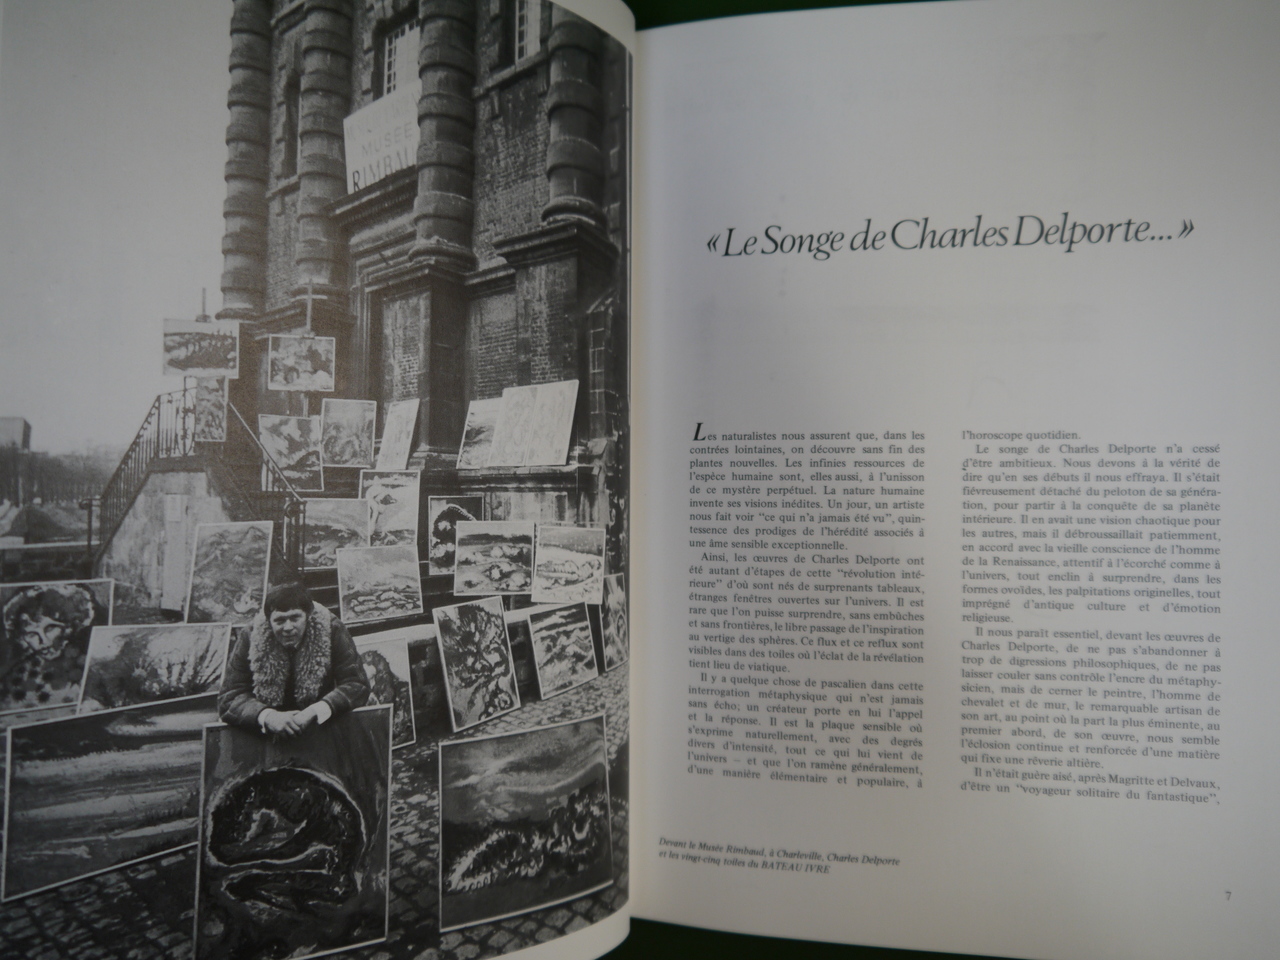 MUSÉE
RIMBAU
« Le Songe de Charles Delporte... »
Les naturalistes nous assurent que, dans les
contrées lointaines, on découvre sans fin des
plantes nouvelles. Les infinies ressources de
l'espèce humaine sont, elles aussi, à l'unisson
de ce mystère perpétuel. La nature humaine
invente ses visions inédites. Un jour, un artiste
nous fait voir "ce qui n'a jamais été vu", quin-
tessence des prodiges de l'hérédité associés à
une âme sensible exceptionnelle.
Ainsi, les œuvres de Charles Delporte ont
été autant d'étapes de cette "révolution inté-
rieure" d'où sont nés de surprenants tableaux,
étranges fenêtres ouvertes sur l'univers. Il est
rare que l'on puisse surprendre, sans embûches
et sans frontières, le libre passage de l'inspiration
au vertige des sphères. Ce flux et ce reflux sont
visibles dans des toiles où l'éclat de la révélation
tient lieu de viatique.
Il y a quelque chose de pascalien dans cette
interrogation métaphysique qui n'est jamais
sans écho; un créateur porte en lui l'appel
et la réponse. Il est la plaque sensible où
s'exprime naturellement, avec des degrés
divers d'intensité, tout ce qui lui vient de
l'univers – et que l'on ramène généralement,
d'une manière élémentaire et populaire, à
l'horoscope quotidien.
Le songe de Charles Delporte n'a cessé
d'être ambitieux. Nous devons à la vérité de
dire qu'en ses débuts il nous effraya. Il s'était
fiévreusement détaché du peloton de sa généra-
tion, pour partir à la conquête de sa planète
intérieure. Il en avait une vision chaotique pour
les autres, mais il débroussaillait patiemment,
en accord avec la vieille conscience de l'homme
de la Renaissance, attentif à l'écorché comme à
l'univers, tout enclin à surprendre, dans les
formes ovoïdes, les palpitations originelles, tout
imprégné d'antique culture et d'émotion
religieuse.
Il nous paraît essentiel, devant les œuvres de
Charles Delporte, de ne pas s'abandonner à
trop de digressions philosophiques, de ne pas
laisser couler sans contrôle l'encre du métaphy-
sicien, mais de cerner le peintre, l'homme de
chevalet et de mur, le remarquable artisan de
son art, au point où la part la plus éminente, au
premier abord, de son œuvre, nous semble
l'éclosion continue et renforcée d'une matière
qui fixe une rêverie altière.
Il n'était guère aisé, après Magritte et Delvaux,
d'être un "voyageur solitaire du fantastique",
Devant le Musée Rimbaud, à Charleville, Charles Delporte
et les vingt-cinq toiles du BATEAU IVRE
7